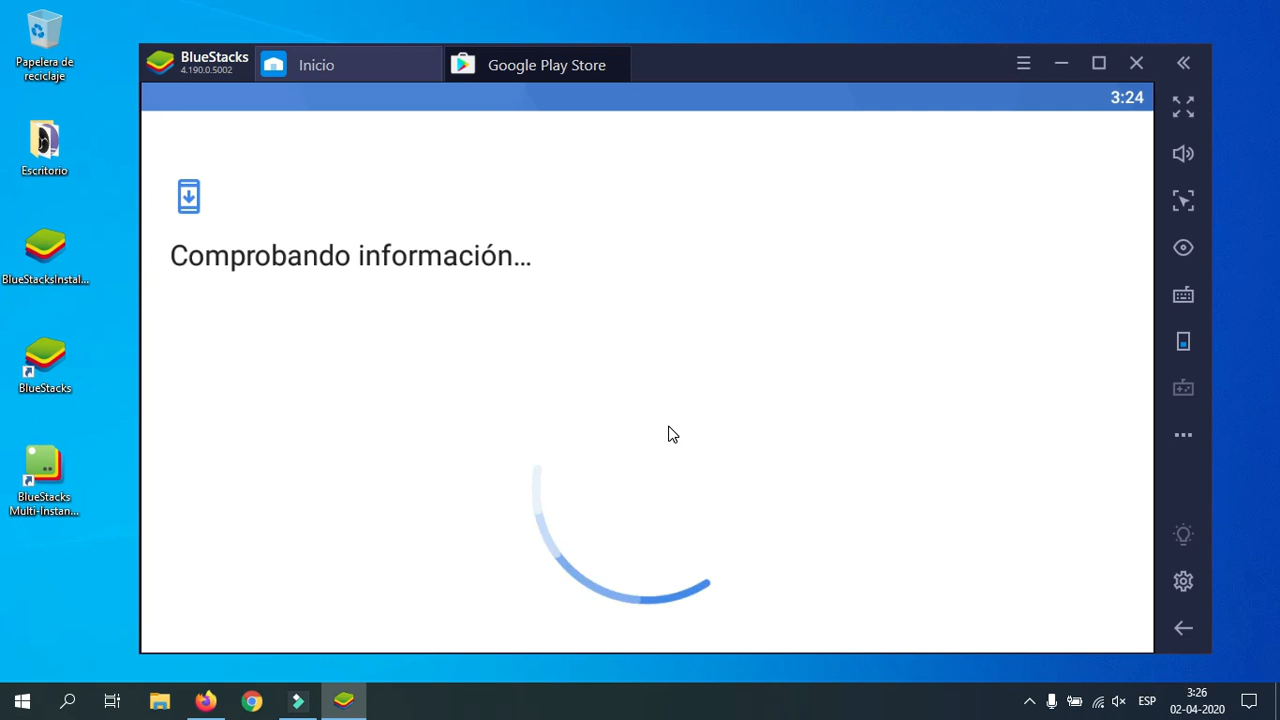 Papelera de
reciclaje
Escritorio
BlueStacksInstal...
BlueStacks
BlueStacks
Multi-Instan...
BlueStacks
4.190.0.5002
Inicio
Google Play Store
3:24
Comprobando información...
ESP
3:26
02-04-2020